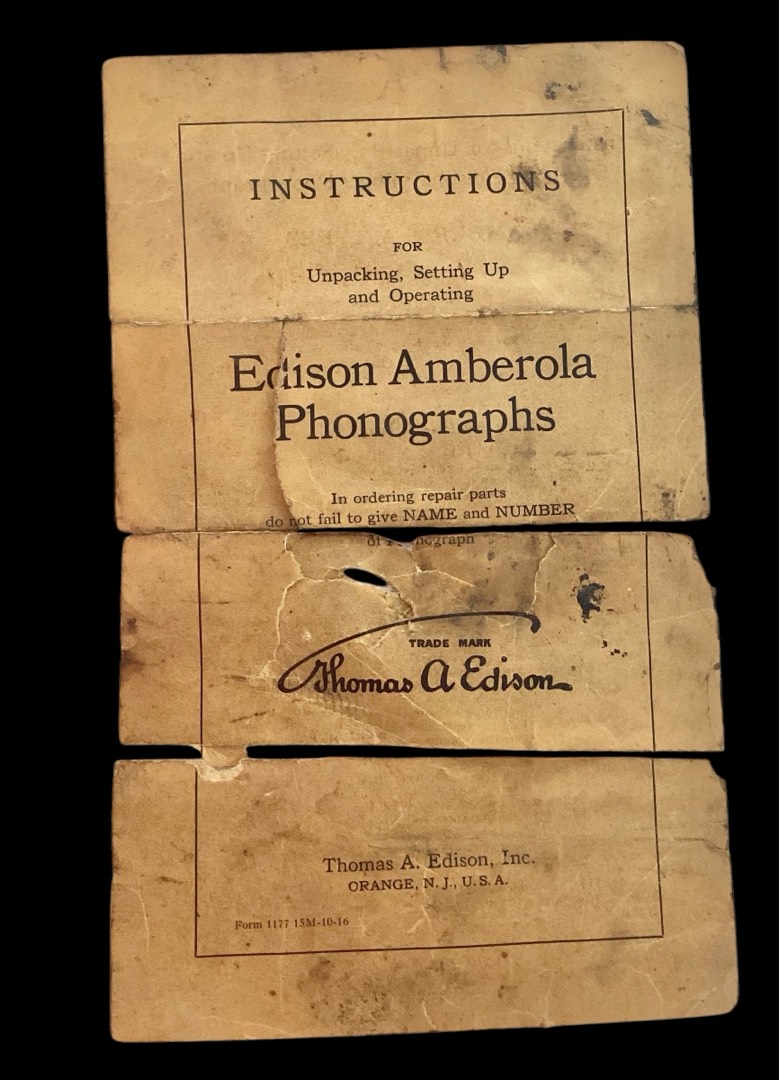 INSTRUCTIONS
FOR
Unpacking, Setting Up
and Operating
Edison Amberola
Phonographs
In ordering repair parts
do not fail to give NAME and NUMBER
of
TRADE MARK
Thomas A Edison
Thomas A. Edison, Inc.
ORANGE, N. J., U. S. A.
Form 1177 15M-10-16